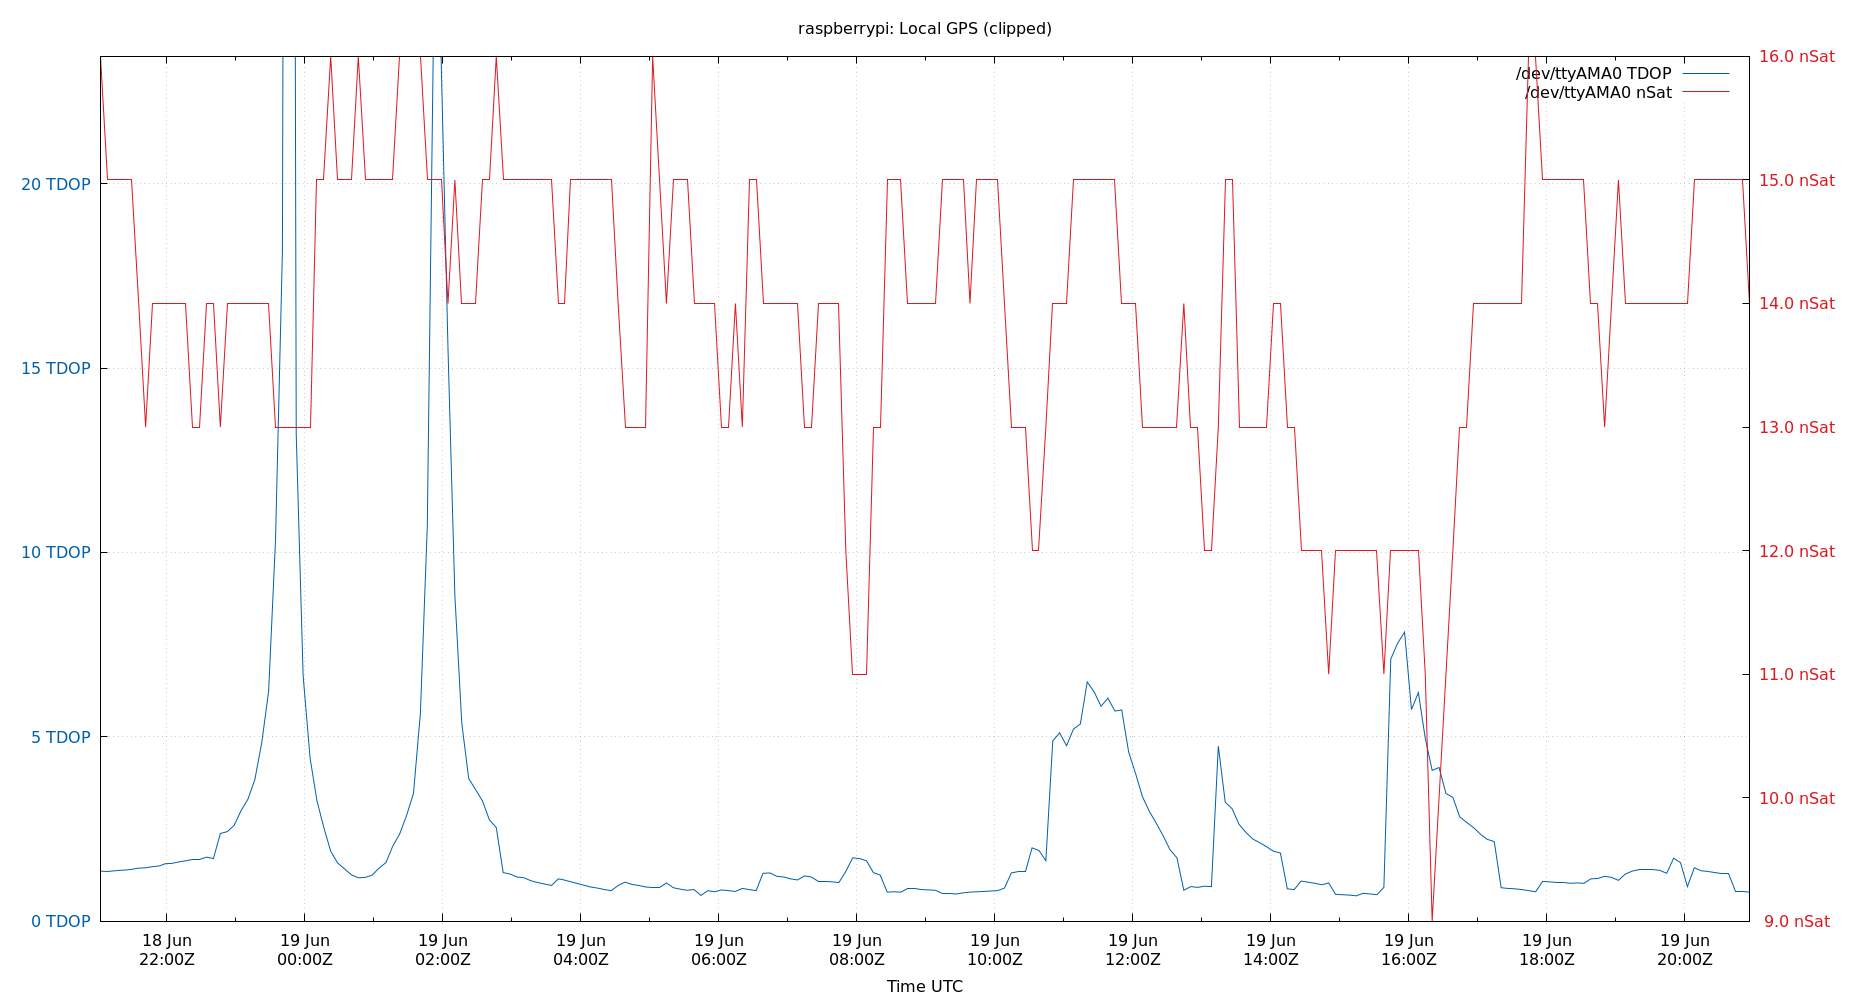 raspberrypi: Local GPS (clipped)
/dev/ttyAMA0 TDOP
/dev/ttyAMA0 nSat
20 TDOP
15 TDOP
10 TDOP
5 TDOP
0 TDOP
16.0 nSat
15.0 nSat
14.0 nSat
13.0 nSat
12.0 nSat
11.0 nSat
10.0 nSat
9.0 nSat
18 Jun
22:00Z
19 Jun
00:00Z
19 Jun
02:00Z
19 Jun
04:00Z
19 Jun
06:00Z
19 Jun
08:00Z
19 Jun
10:00Z
19 Jun
12:00Z
19 Jun
14:00Z
19 Jun
16:00Z
19 Jun
18:00Z
19 Jun
20:00Z
Time UTC